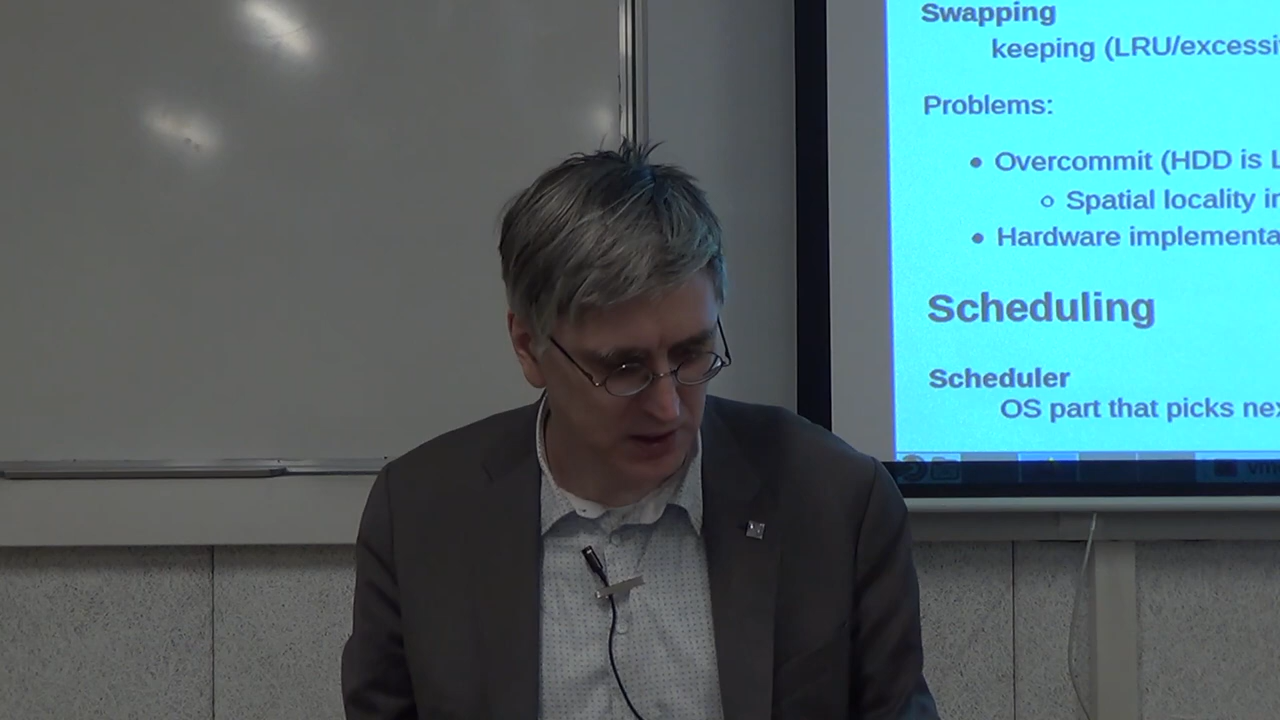 Swapping
keeping (LRU/excessi
Problems:
• Overcommit (HDD is L
○ Spatial locality in
• Hardware implementa
Scheduling
Scheduler
OS part that picks nex